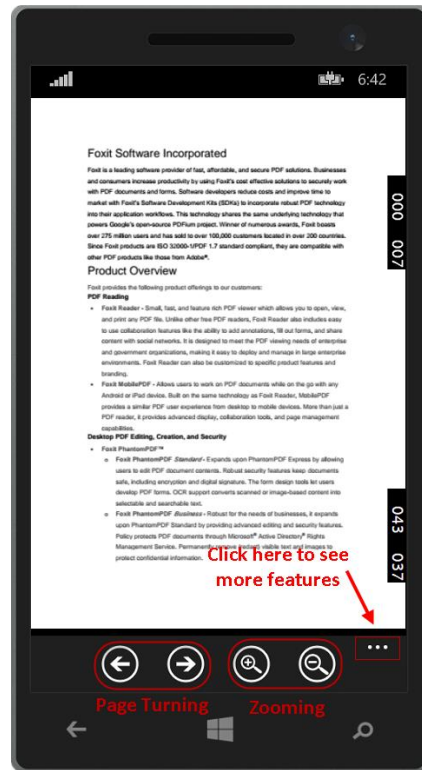 6:42
Foxit Software Incorporated
Foxit is a leading software provider of fast, affordable, and secure PDF solutions. Businesses
and consumers increase productivity by using Foxit's cost effective solutions to securely work
with PDF documents and forms. Software developers reduce costs and improve time to
market with Foxit's Software Development Kits (SDKs) to incorporate robust PDF technology
into their application workflows. This technology shares the same underlying technology that
powers Google's open-source PDFium project. Winner of numerous awards, Foxit boasts
over 275 million users and has sold to over 100,000 customers located in over 200 countries.
Since Foxit products are ISO 32000-1/PDF 1.7 standard compliant, they are compatible with
other PDF products like those from Adobe®.
000 007
Product Overview
Foxit provides the following product offerings to our customers:
PDF Reading
• Foxit Reader - Small, fast, and feature rich PDF viewer which allows you to open, view,
and print any PDF file. Unlike other free PDF readers, Foxit Reader also includes easy
to use collaboration features like the ability to add annotations, fill out forms, and share
content with social networks. It is designed to meet the PDF viewing needs of enterprise
and government organizations, making it easy to display and manage in large enterprise
environments. Foxit Reader can also be customized to specific product features and
branding.
• Foxit MobilePDF - Allows users to work on PDF documents while on the go with any
Android or iPad device. Built on the same technology as Foxit Reader, MobilePDF
provides a similar PDF user experience from desktop to mobile devices. More than just a
PDF reader, it provides advanced display, collaboration tools, and page management
capabilities.
Desktop PDF Editing, Creation, and Security
• Foxit PhantomPDF™
o Foxit PhantomPDF Standard - Expands upon PhantomPDF Express by allowing
users to edit PDF document contents. Robust security features keep documents
safe, including encryption and digital signature. The form design tools let users
develop PDF forms. OCR support converts scanned or image-based content into
selectable and searchable text.
o Foxit PhantomPDF Business - Robust for the needs of businesses, it expands
upon PhantomPDF Standard by providing advanced editing and security features.
Policy protects PDF documents through Microsoft® Active Directory® Rights
Management Service. Permanently remove (redact) visible text and images to
protect confidential information.
043 037
Click here to see
more features
Page Turning
Zooming